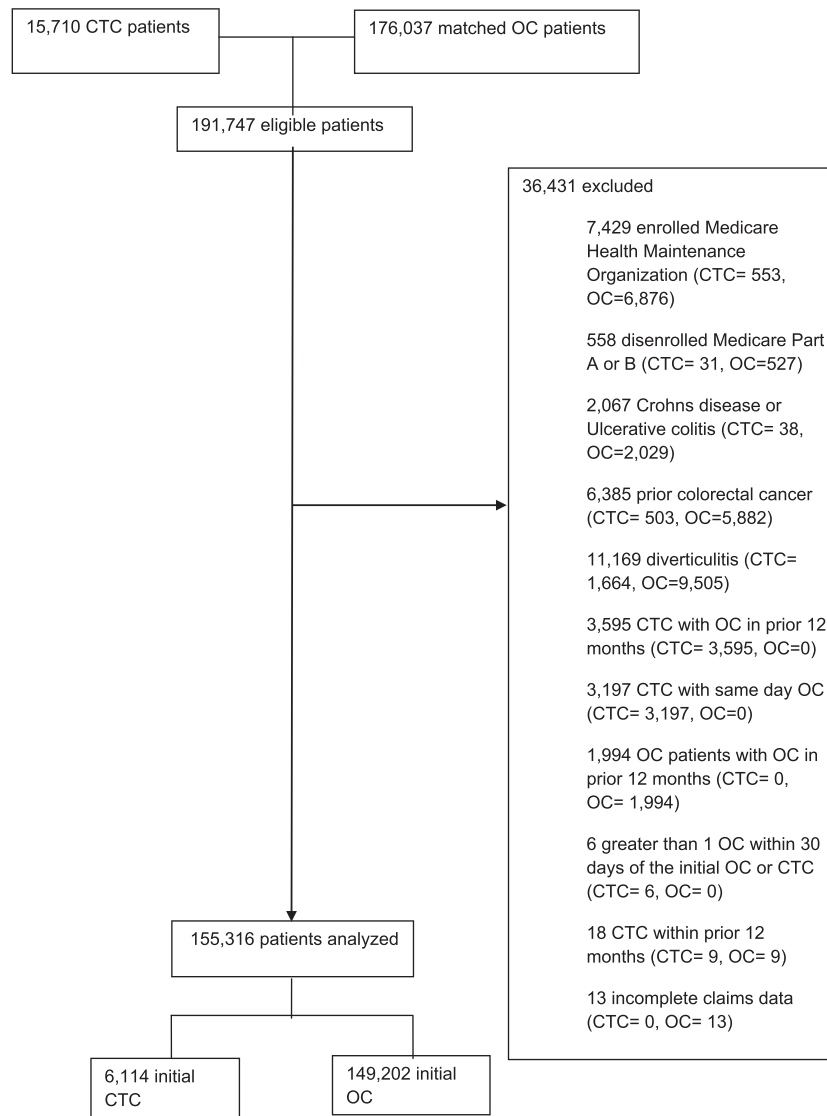 15,710 CTC patients
176,037 matched OC patients
191,747 eligible patients
36,431 excluded
7,429 enrolled Medicare
Health Maintenance
Organization (CTC= 553,
OC=6,876)
558 disenrolled Medicare Part
A or B (CTC= 31, OC=527)
2,067 Crohns disease or
Ulcerative colitis (CTC= 38,
OC=2,029)
6,385 prior colorectal cancer
(CTC= 503, OC=5,882)
11,169 diverticulitis (CTC=
1,664, OC=9,505)
3,595 CTC with OC in prior 12
months (CTC= 3,595, OC=0)
3,197 CTC with same day OC
(CTC= 3,197, OC=0)
1,994 OC patients with OC in
prior 12 months (CTC= 0,
OC= 1,994)
6 greater than 1 OC within 30
days of the initial OC or CTC
(CTC= 6, OC= 0)
18 CTC within prior 12
months (CTC= 9, OC= 9)
13 incomplete claims data
(CTC= 0, OC= 13)
155,316 patients analyzed
6,114 initial
CTC
149,202 initial
OC